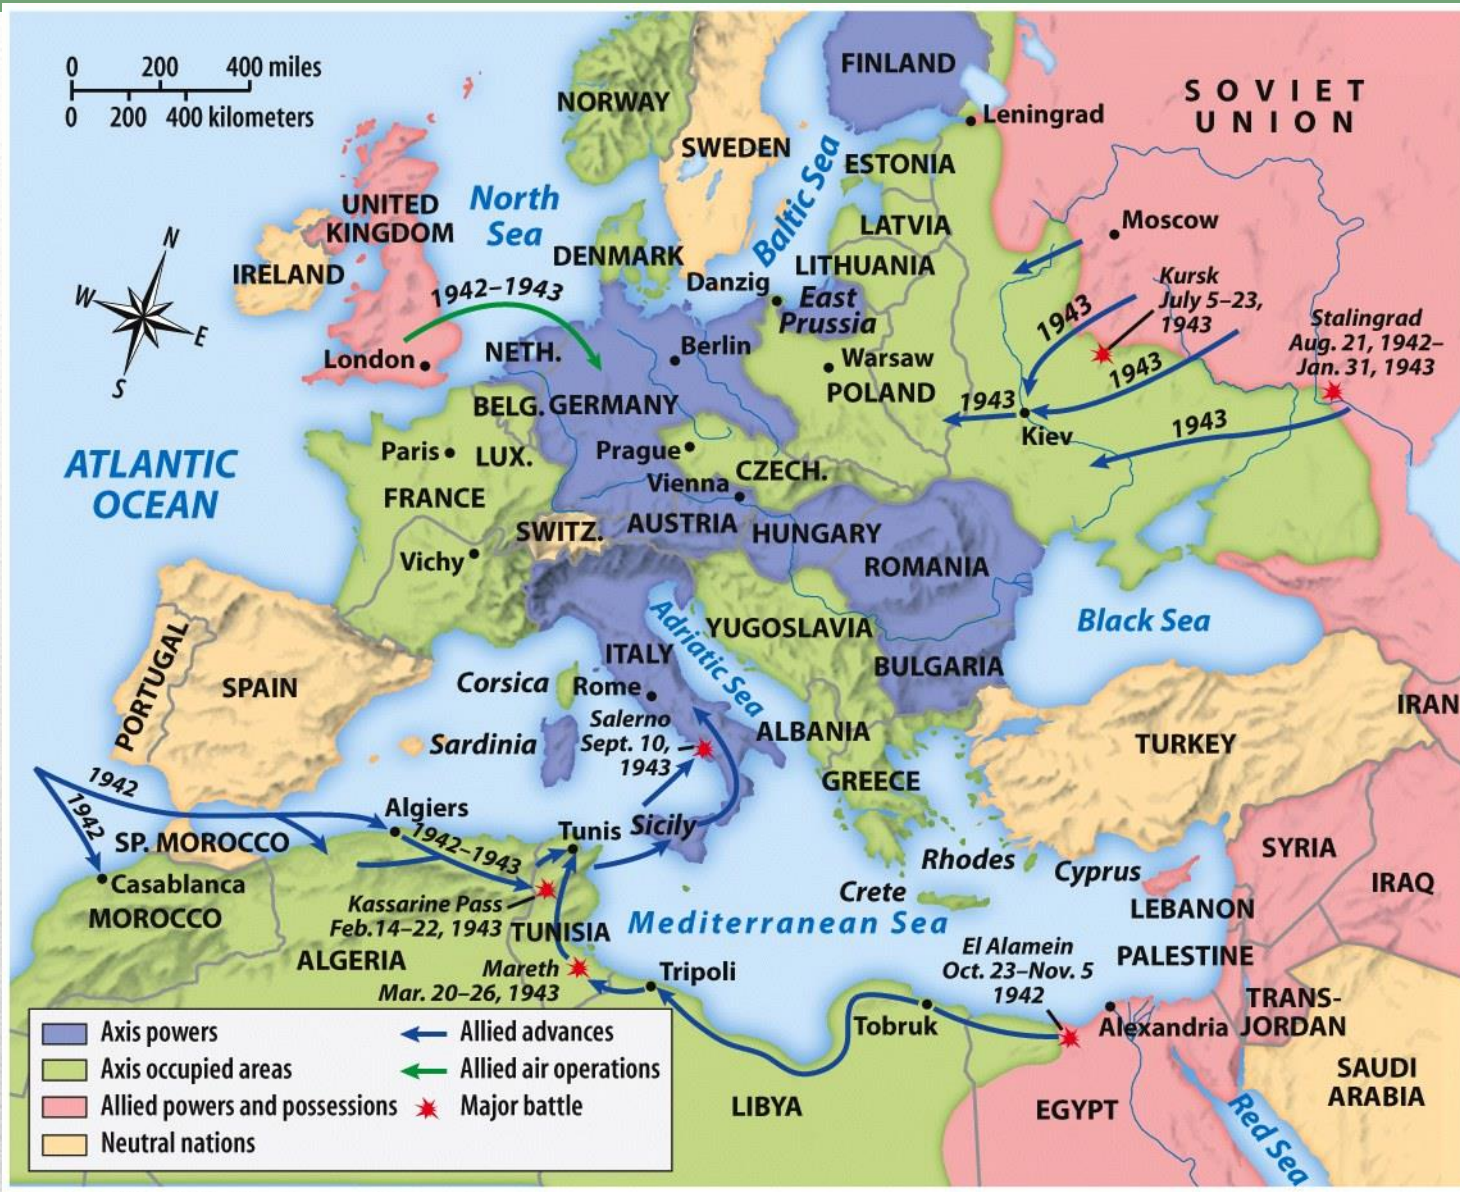 0 200 400 miles
0 200 400 kilometers
NORWAY
SWEDEN
FINLAND
Leningrad
SOVIET
UNION
ESTONIA
Baltic Sea
LATVIA
LITHUANIA
Moscow
UNITED
KINGDOM
North
Sea
IRELAND
DENMARK
Danzig
East
Prussia
N
W
E
S
1942–1943
London
NETH.
Berlin
Warsaw
POLAND
1943
Kursk
July 5–23,
1943
Stalingrad
Aug. 21, 1942–
Jan. 31, 1943
1943
1943
1943
Kiev
BELG.
GERMANY
ATLANTIC
OCEAN
Paris
LUX.
FRANCE
Prague
CZECH.
Vienna
SWITZ.
AUSTRIA
HUNGARY
ROMANIA
Vichy
Black Sea
PORTUGAL
SPAIN
Adriatic Sea
YUGOSLAVIA
ITALY
BULGARIA
Corsica
Rome
Salerno
Sept. 10,
1943
Sardinia
ALBANIA
GREECE
TURKEY
IRAN
1942
1942
SP. MOROCCO
Algiers
1942–1943
Tunis
Sicily
Rhodes
Crete
Cyprus
SYRIA
IRAQ
LEBANON
PALESTINE
Casablanca
MOROCCO
Kassarine Pass
Feb.14–22, 1943
TUNISIA
Mediterranean Sea
ALGERIA
Mareth
Mar. 20–26, 1943
Tripoli
El Alamein
Oct. 23–Nov. 5
1942
Tobruk
Alexandria
TRANS-
JORDAN
SAUDI
ARABIA
LIBYA
EGYPT
Red Sea
Axis powers
Axis occupied areas
Allied powers and possessions
Neutral nations
Allied advances
Allied air operations
Major battle